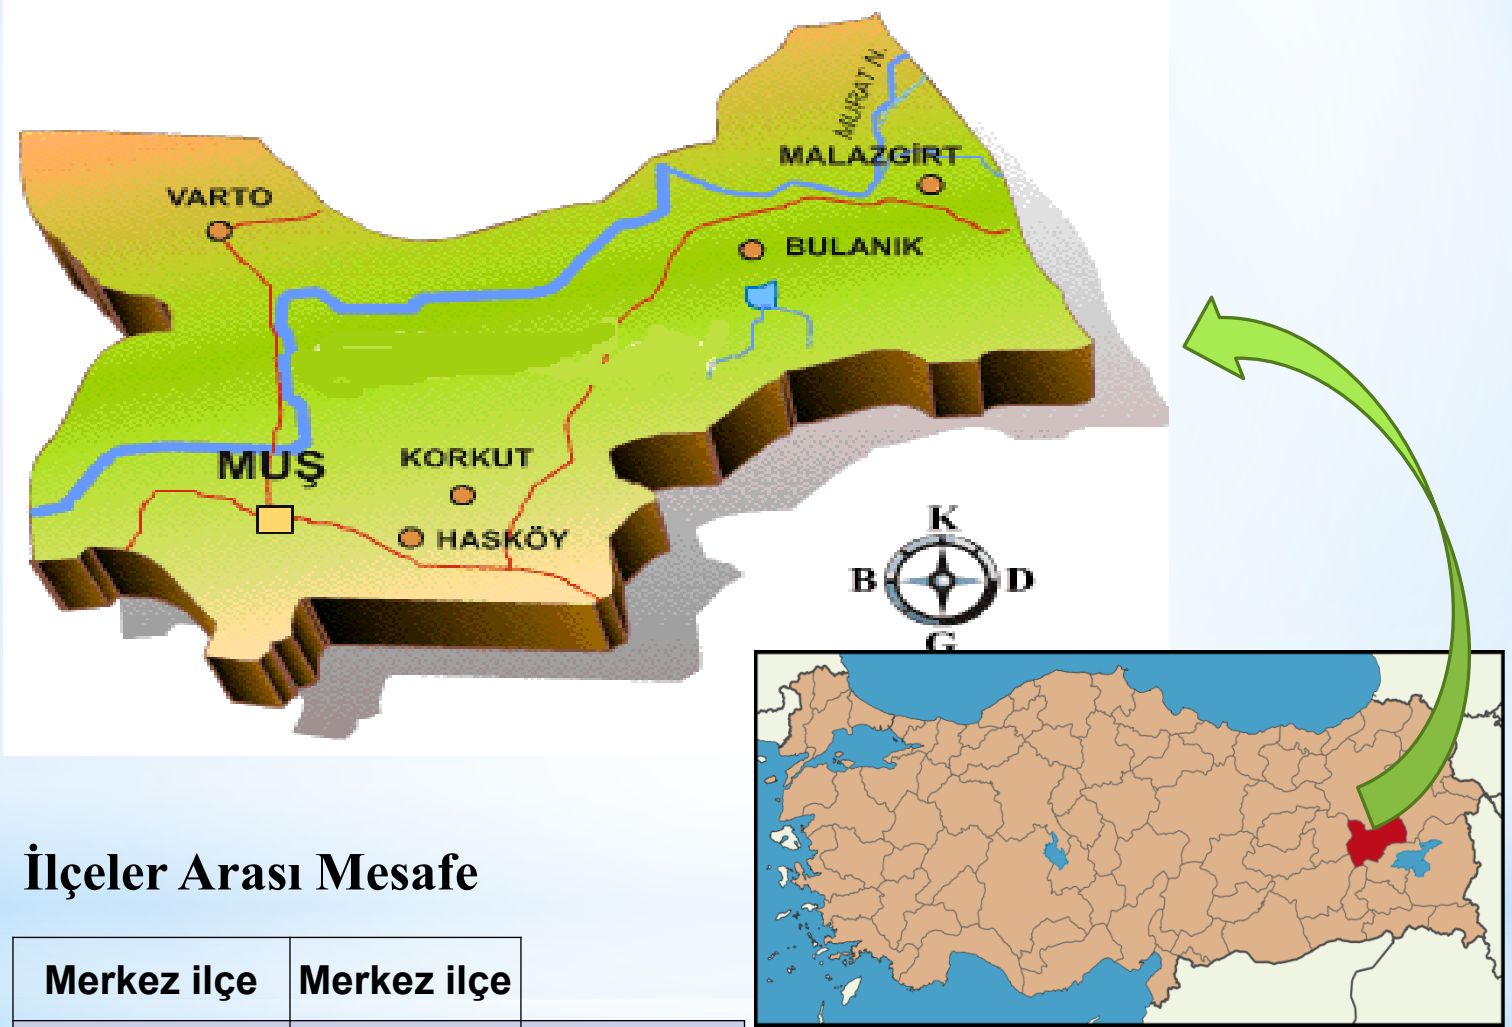 MURAT N.
MALAZGİRT
VARTO
BULANIK
MUŞ
KORKUT
HASKÖY
K
B D
G
İlçeler Arası Mesafe
Merkez ilçe Merkez ilçe